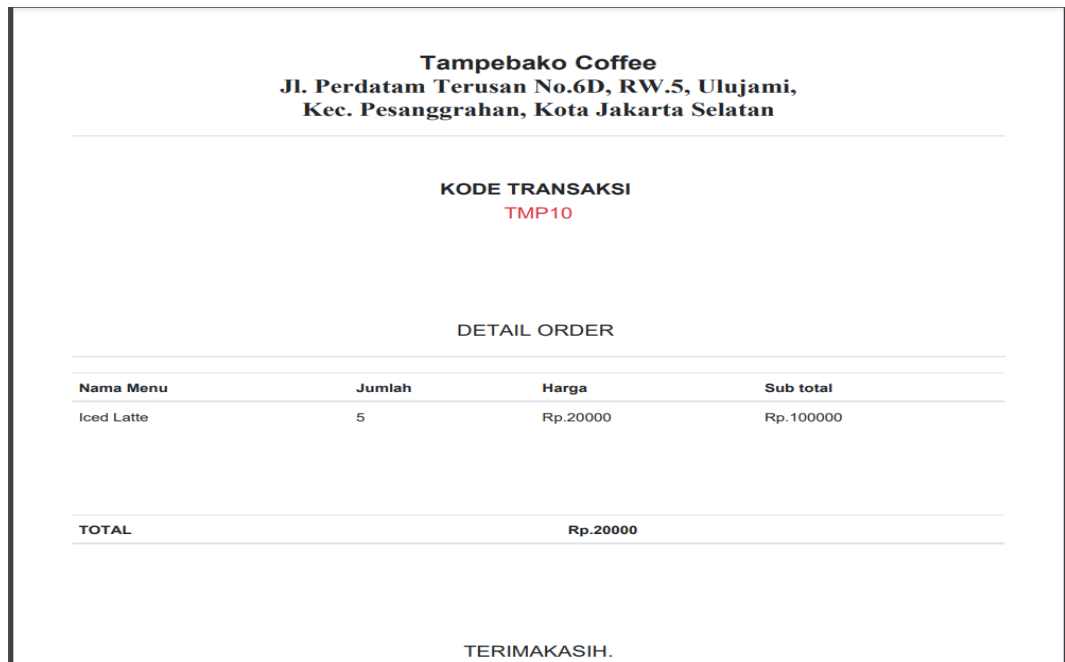 Tampebako Coffee
Jl. Perdatam Terusan No.6D, RW.5, Ulujami,
Kec. Pesanggrahan, Kota Jakarta Selatan
KODE TRANSAKSI
TMP10
DETAIL ORDER
Nama Menu Jumlah Harga Sub total
Iced Latte 5 Rp.20000 Rp.100000
TOTAL Rp.20000
TERIMAKASIH.